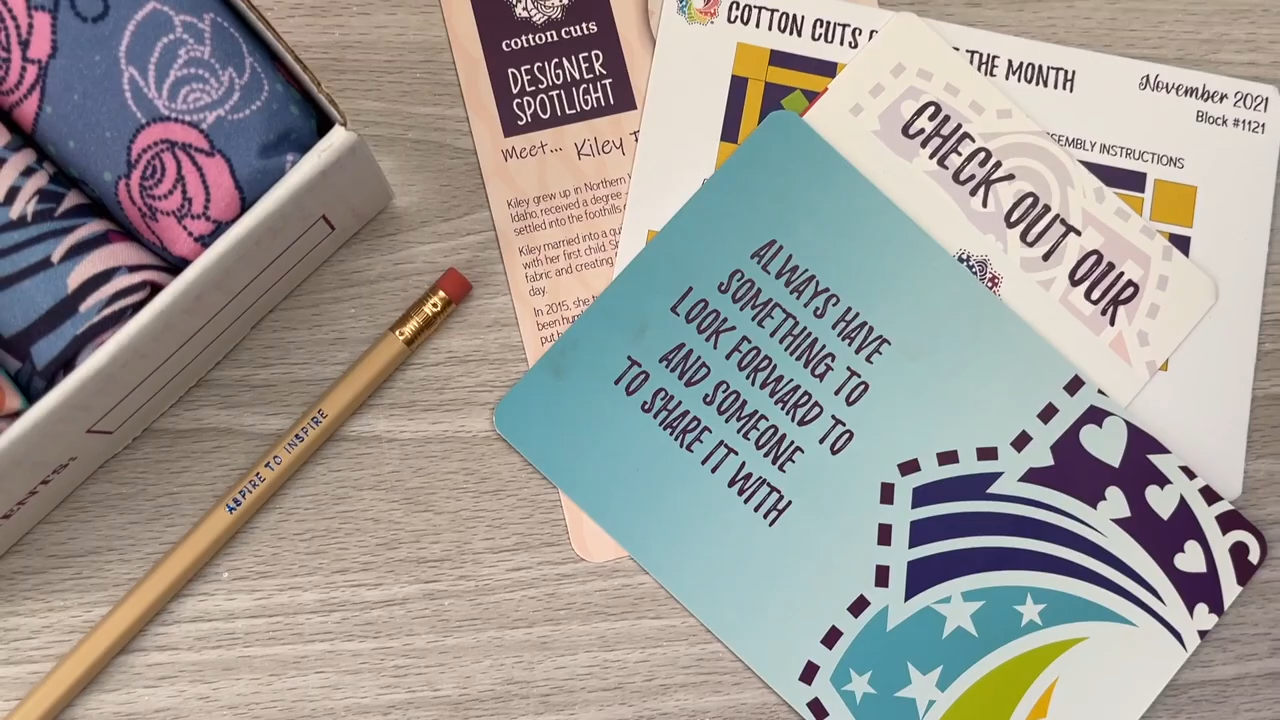 cotton cuts
DESIGNER
SPOTLIGHT
meet... Kiley
Kiley grew up in Northern
Idaho, received a degree
settled into the foothills
Kiley married into a
with her first child.
fabric and creating
day.
In 2015, she
been
put
COTTON CUTS
THE MONTH
November 2021
Block #1121
INSTRUCTIONS
CHECK OUT OUR
ALWAYS HAVE
SOMETHING TO
LOOK FORWARD TO
AND SOMEONE
TO SHARE IT WITH
ASPIRE TO INSPIRE